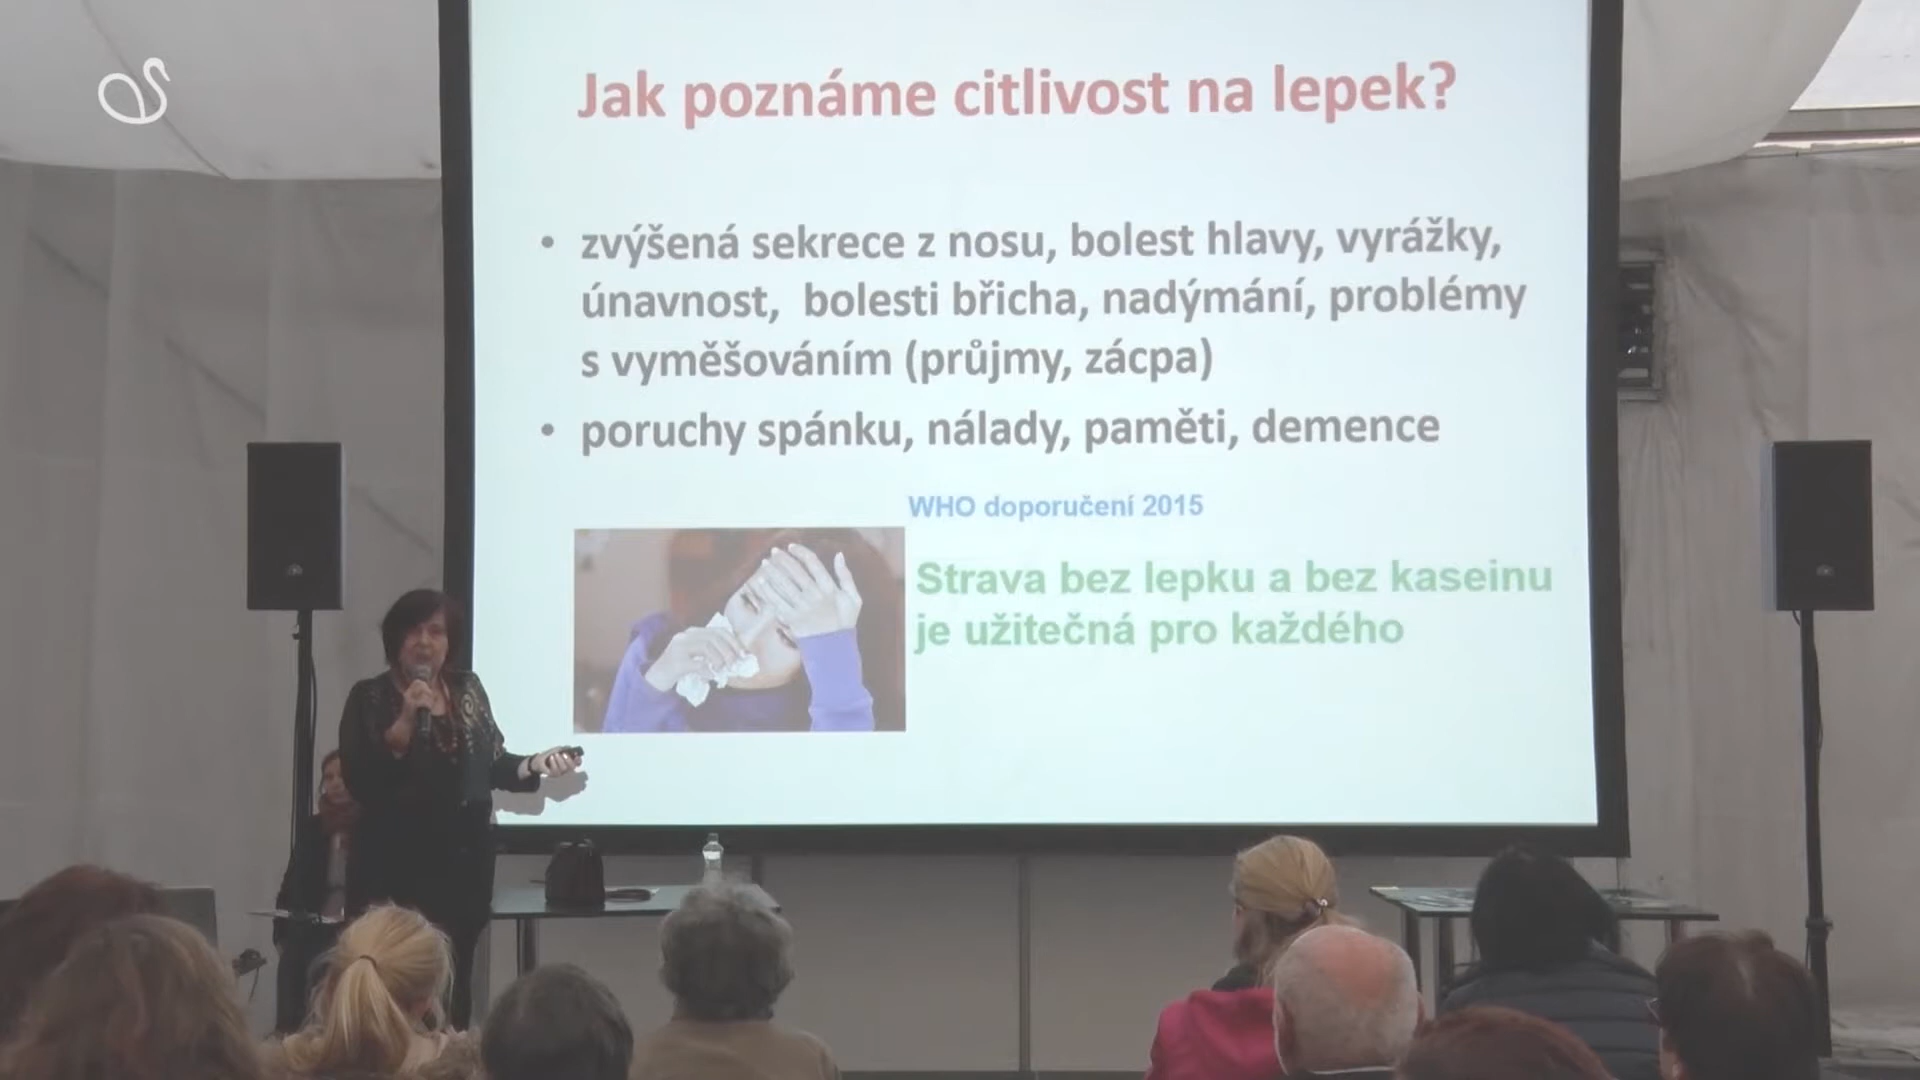 Jak poznáme citlivost na lepek?
• zvýšená sekrece z nosu, bolest hlavy, vyrážky,
únavnost, bolesti břicha, nadýmání, problémy
s vyměšováním (průjmy, zácpa)
• poruchy spánku, nálady, paměti, demence
WHO doporučení 2015
Strava bez lepku a bez kaseinu
je užitečná pro každého